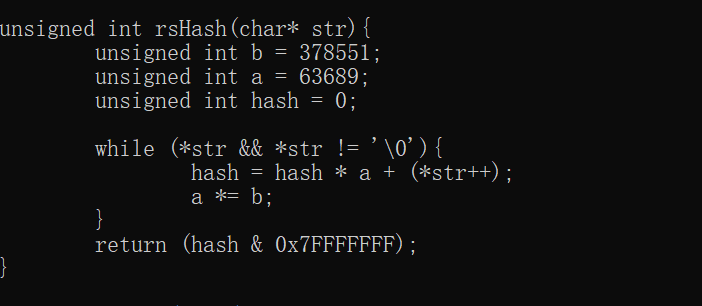 unsigned int rsHash(char* str){
        unsigned int b = 378551;
        unsigned int a = 63689;
        unsigned int hash = 0;

        while (*str && *str != '\0'){
                hash = hash * a + (*str++);
                a *= b;
        }
        return (hash & 0x7FFFFFFF);
}